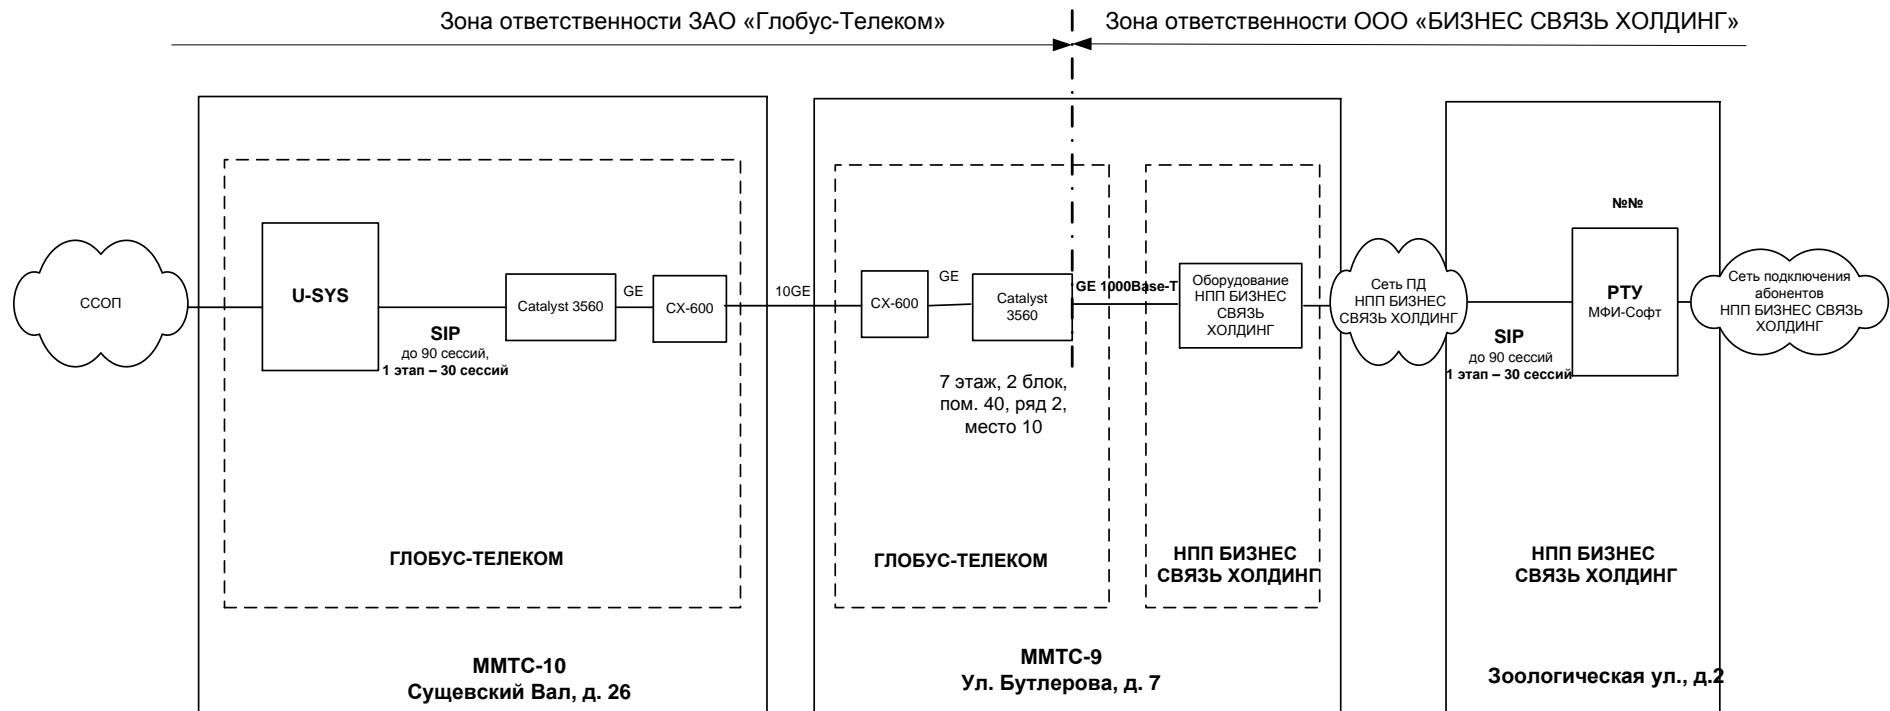 Зона ответственности ЗАО «Глобус-Телеком»
Зона ответственности ООО «БИЗНЕС СВЯЗЬ ХОЛДИНГ»
ССОП
U-SYS
SIP
до 90 сессий,
1 этап – 30 сессий
Catalyst 3560
GE
CX-600
10GE
CX-600
GE
Catalyst
3560
GE 1000Base-T
7 этаж, 2 блок,
пом. 40, ряд 2,
место 10
Оборудование
НПП БИЗНЕС
СВЯЗЬ
ХОЛДИНГ
Сеть ПД
НПП БИЗНЕС
СВЯЗЬ ХОЛДИНГ
SIP
до 90 сессий
1 этап – 30 сессий
№№
РТУ
МФИ-Софт
Сеть подключения
абонентов
НПП БИЗНЕС СВЯЗЬ
ХОЛДИНГ
ГЛОБУС-ТЕЛЕКОМ
ГЛОБУС-ТЕЛЕКОМ
НПП БИЗНЕС
СВЯЗЬ ХОЛДИНГ
НПП БИЗНЕС
СВЯЗЬ ХОЛДИНГ
ММТС-10
Сущевский Вал, д. 26
ММТС-9
Ул. Бутлерова, д. 7
Зоологическая ул., д.2